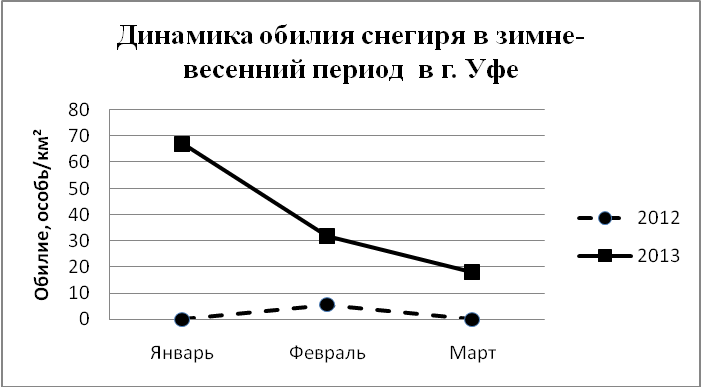 Динамика обилия снегиря в зимне-
весенний период в г. Уфе
Обилие, особь/км²
80
70
60
50
40
30
20
10
0
Январь
Февраль
Март
2012
2013